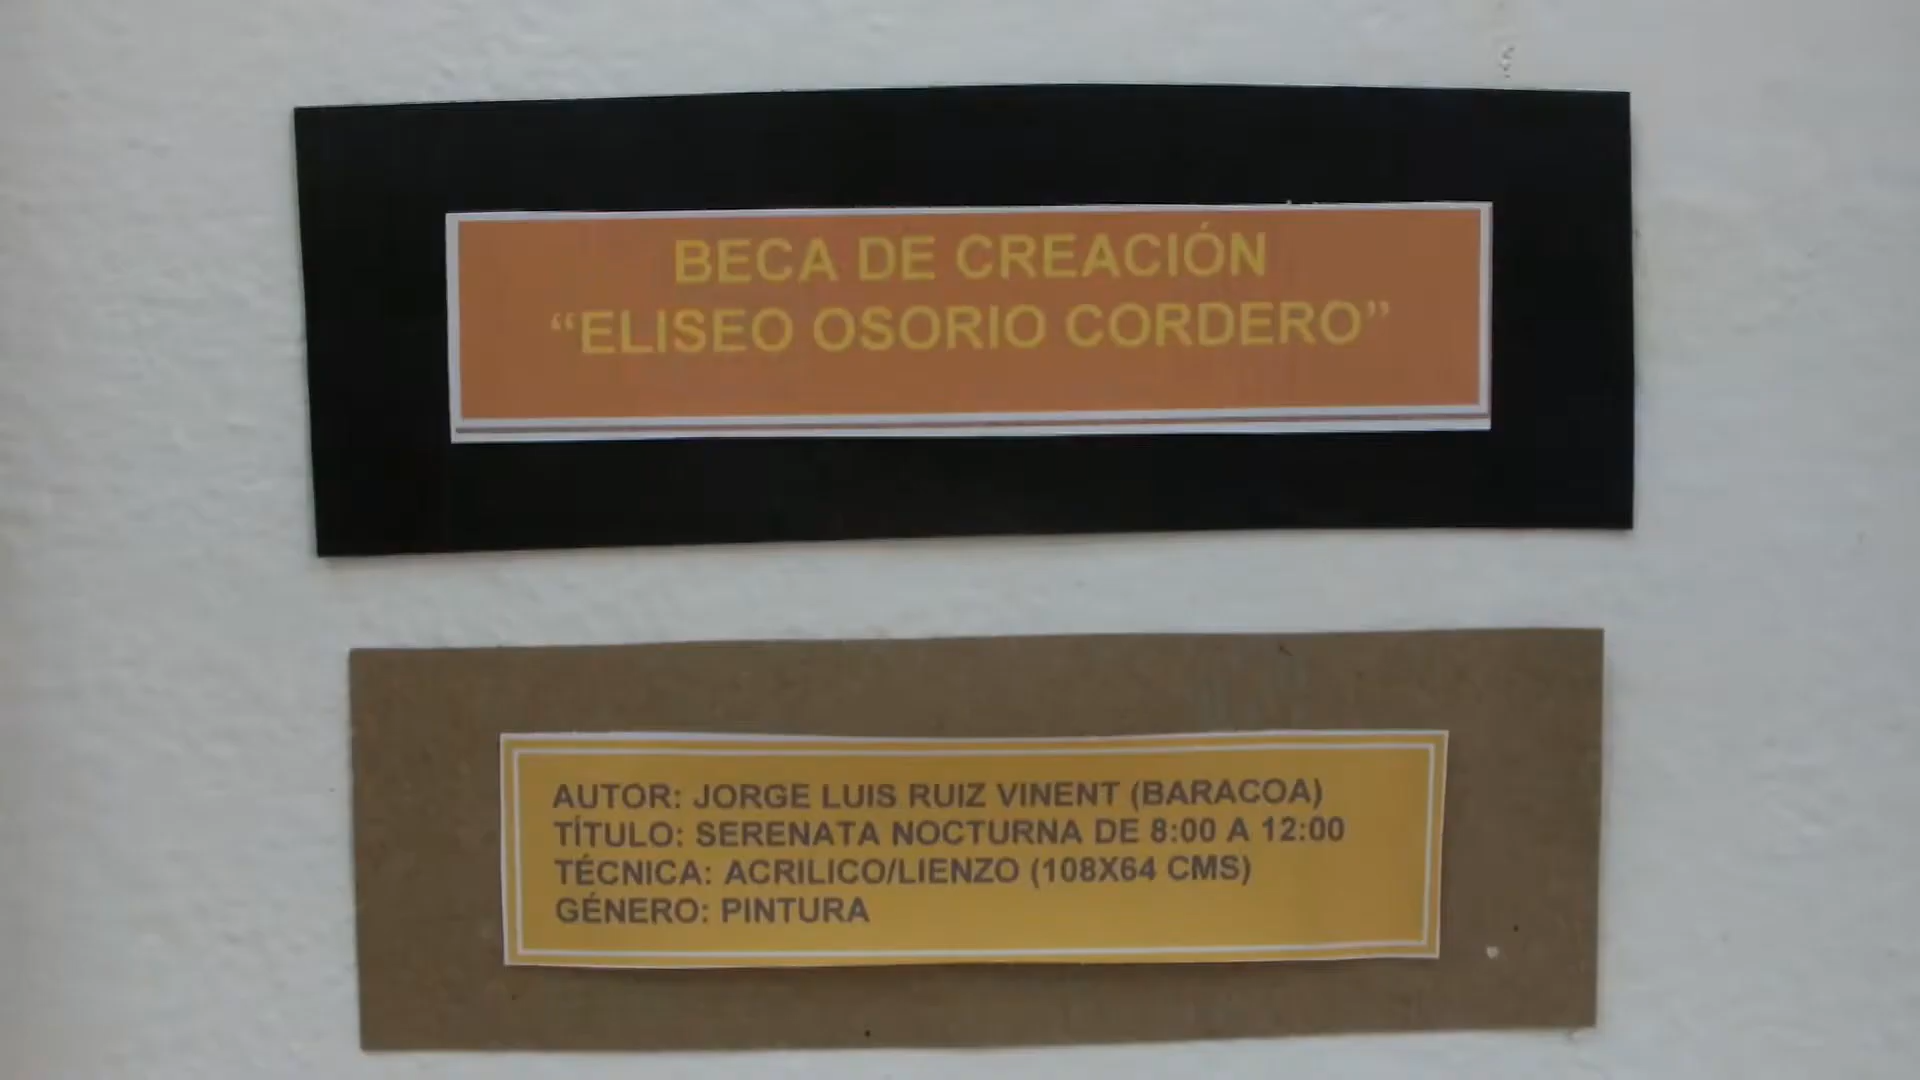 BECA DE CREACIÓN
“ELISEO OSORIO CORDERO”
AUTOR: JORGE LUIS RUIZ VINENT (BARACOA)
TÍTULO: SERENATA NOCTURNA DE 8:00 A 12:00
TÉCNICA: ACRILICO/LIENZO (108X64 CMS)
GÉNERO: PINTURA